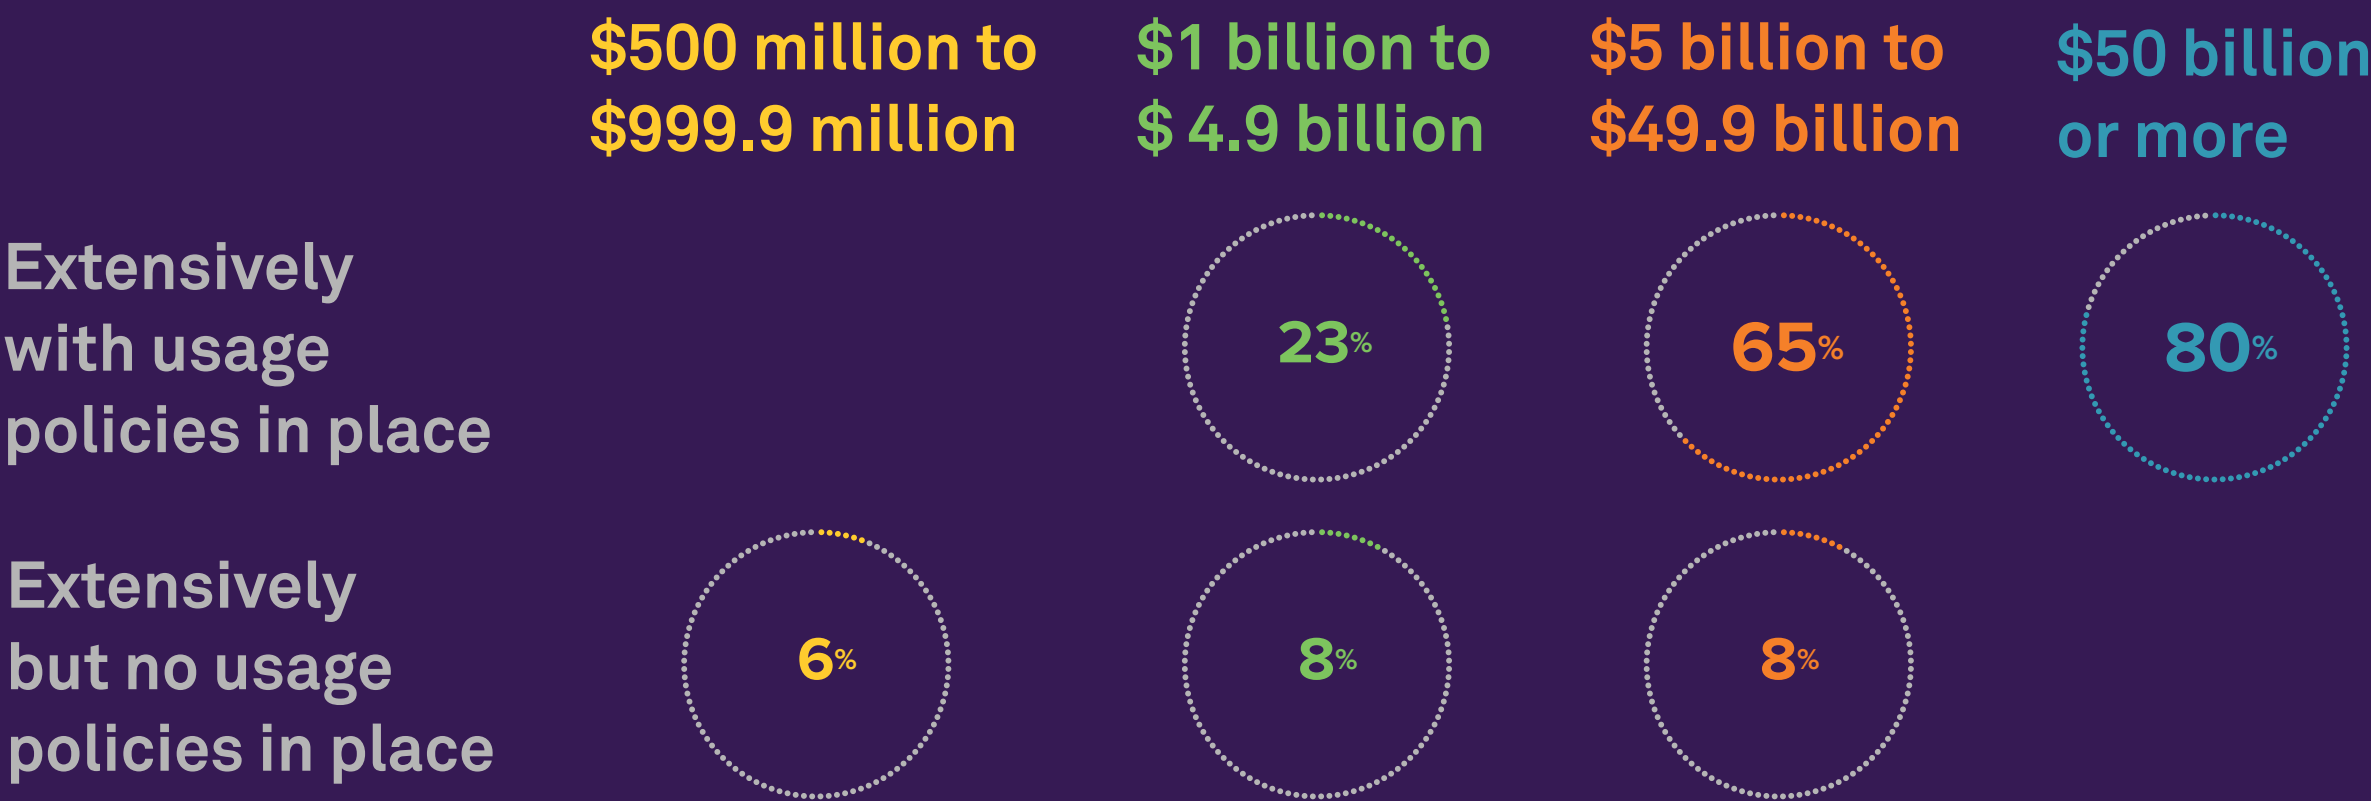 $500 million to
$999.9 million
$1 billion to
$ 4.9 billion
$5 billion to
$49.9 billion
$50 billion
or more
Extensively
with usage
policies in place
23%
65%
80%
Extensively
but no usage
policies in place
6%
8%
8%